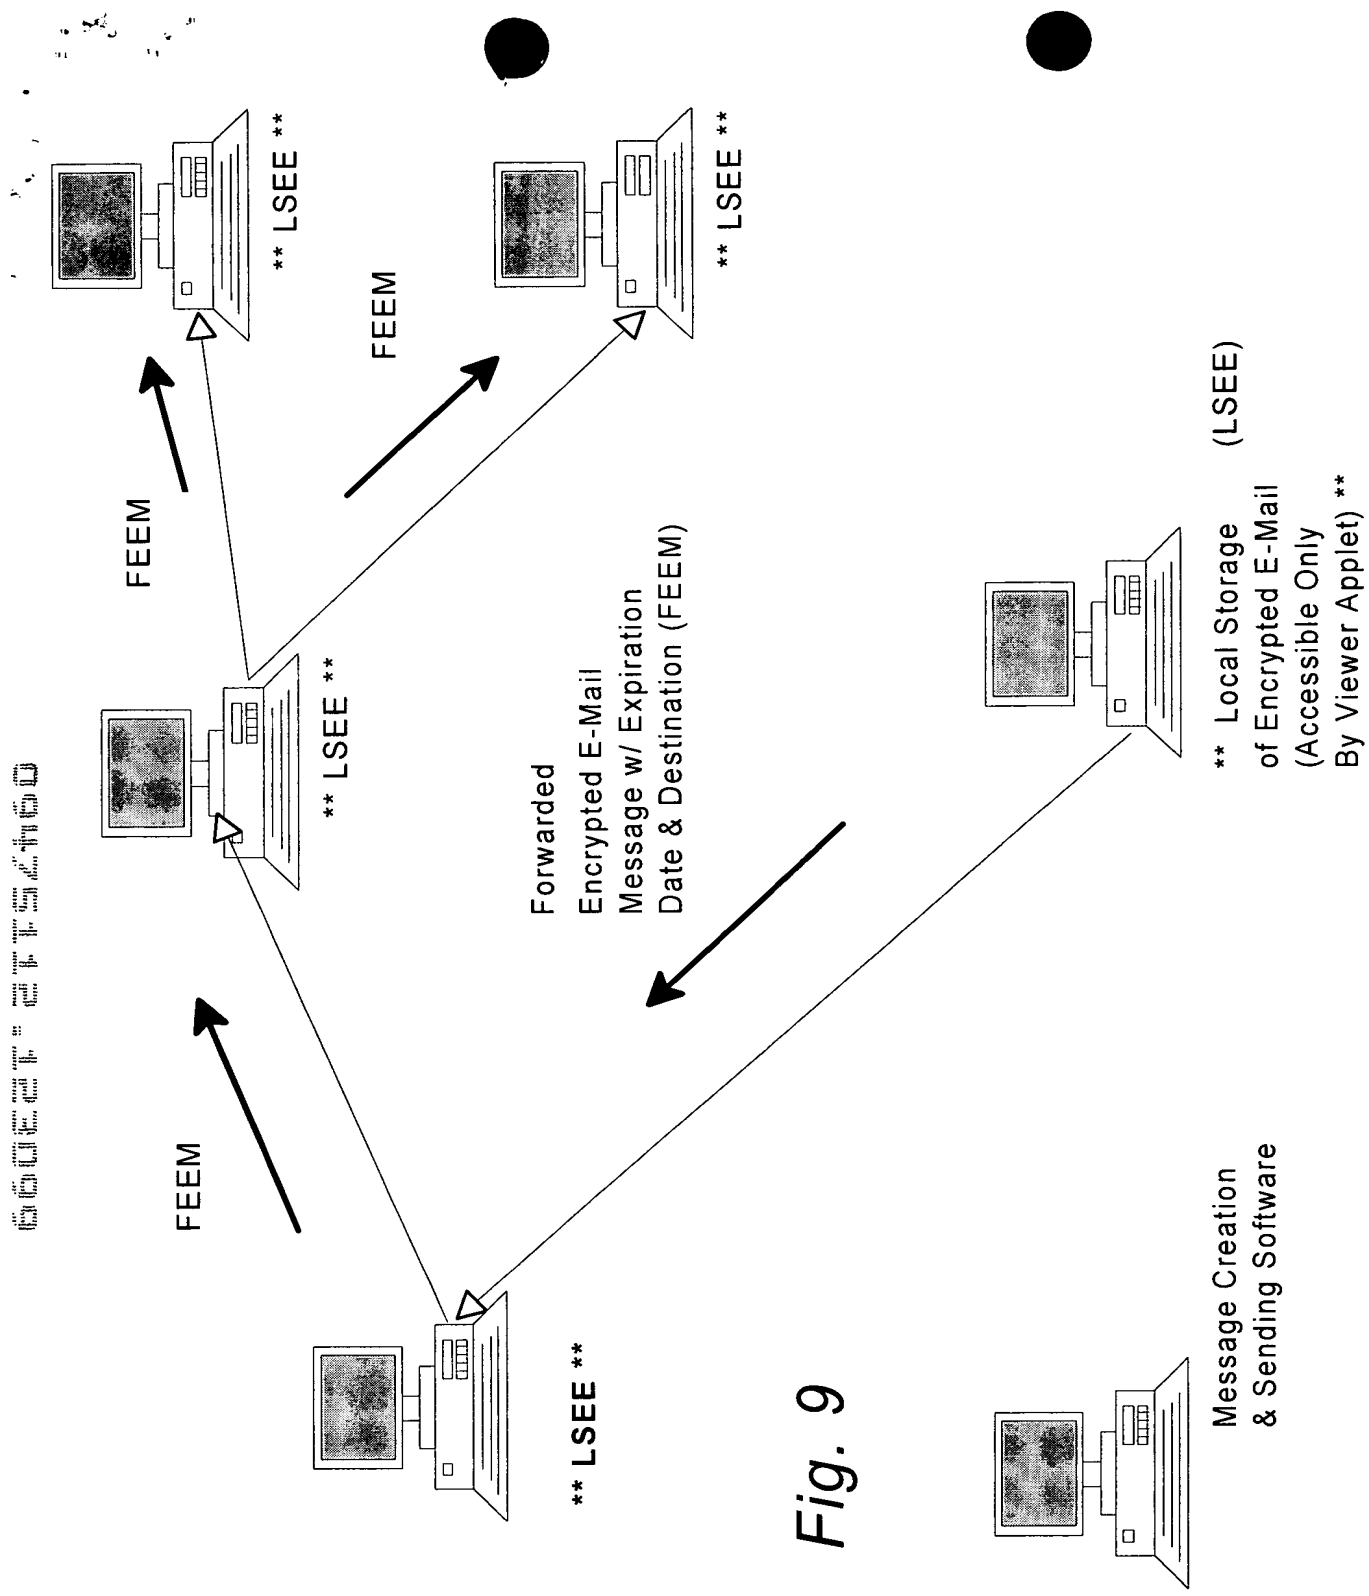 FEEM
FEEM
** LSEE **
** LSEE **
FEEM
** LSEE **
Forwarded
Encrypted E-Mail
Message w/ Expiration
Date & Destination (FEEM)
** LSEE **
Fig. 9
Message Creation
& Sending Software
** Local Storage (LSEE)
of Encrypted E-Mail
(Accessible Only
By Viewer Applet) **